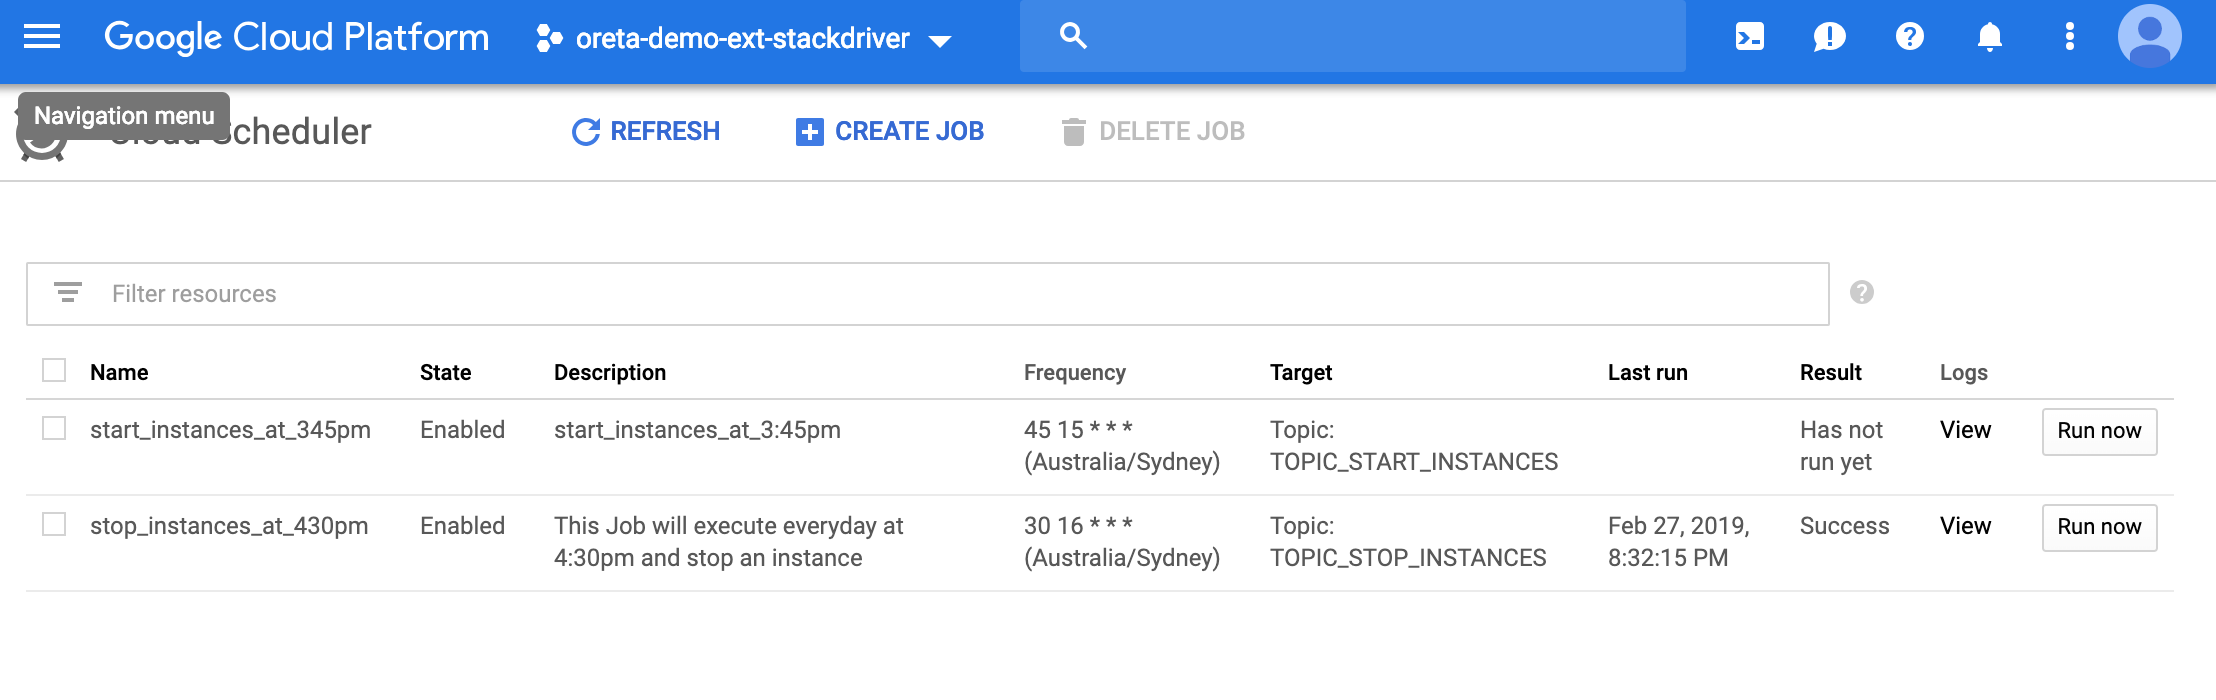 Google Cloud Platform
oreta-demo-ext-stackdriver
Navigation menu
Cloud Scheduler
REFRESH
CREATE JOB
DELETE JOB
Filter resources
Name State Description Frequency Target Last run Result Logs
start_instances_at_345pm Enabled start_instances_at_3:45pm 45 15 * * * Topic: Has not View Run now
(Australia/Sydney) TOPIC_START_INSTANCES run yet
stop_instances_at_430pm Enabled This Job will execute everyday at 30 16 * * * Topic: Feb 27, 2019, Success View Run now
4:30pm and stop an instance (Australia/Sydney) TOPIC_STOP_INSTANCES 8:32:15 PM